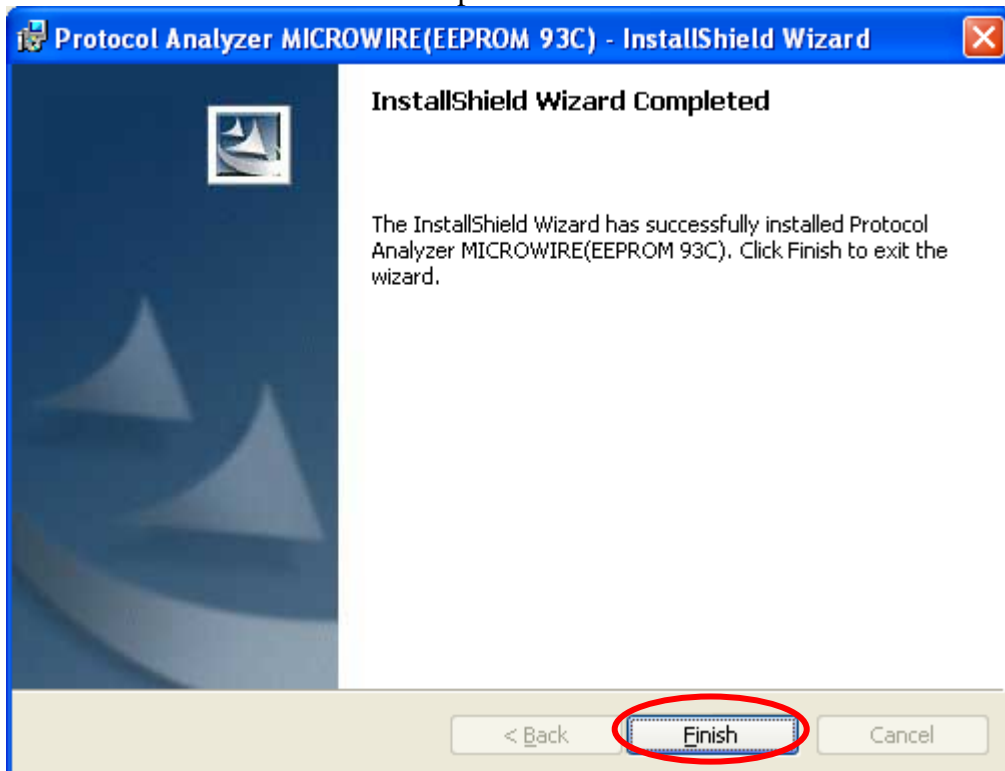 Protocol Analyzer MICROWIRE(EEPROM 93C) - InstallShield Wizard
InstallShield Wizard Completed
The InstallShield Wizard has successfully installed Protocol
Analyzer MICROWIRE(EEPROM 93C). Click Finish to exit the
wizard.
< Back Finish Cancel